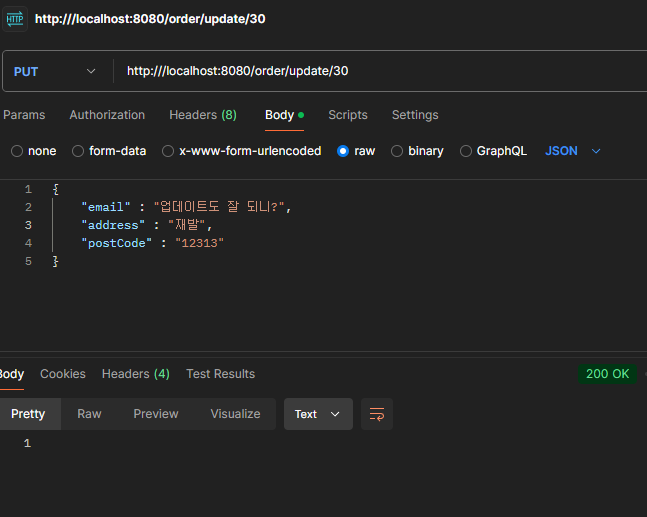 HTTP http:///localhost:8080/order/update/30
PUT http:///localhost:8080/order/update/30
Params Authorization Headers (8) Body Scripts Settings
none form-data x-www-form-urlencoded raw binary GraphQL JSON
1 {
2 "email" : "업데이트도 잘 되니?",
3 "address" : "재발",
4 "postCode" : "12313"
5 }
Body Cookies Headers (4) Test Results 200 OK
Pretty Raw Preview Visualize Text
1